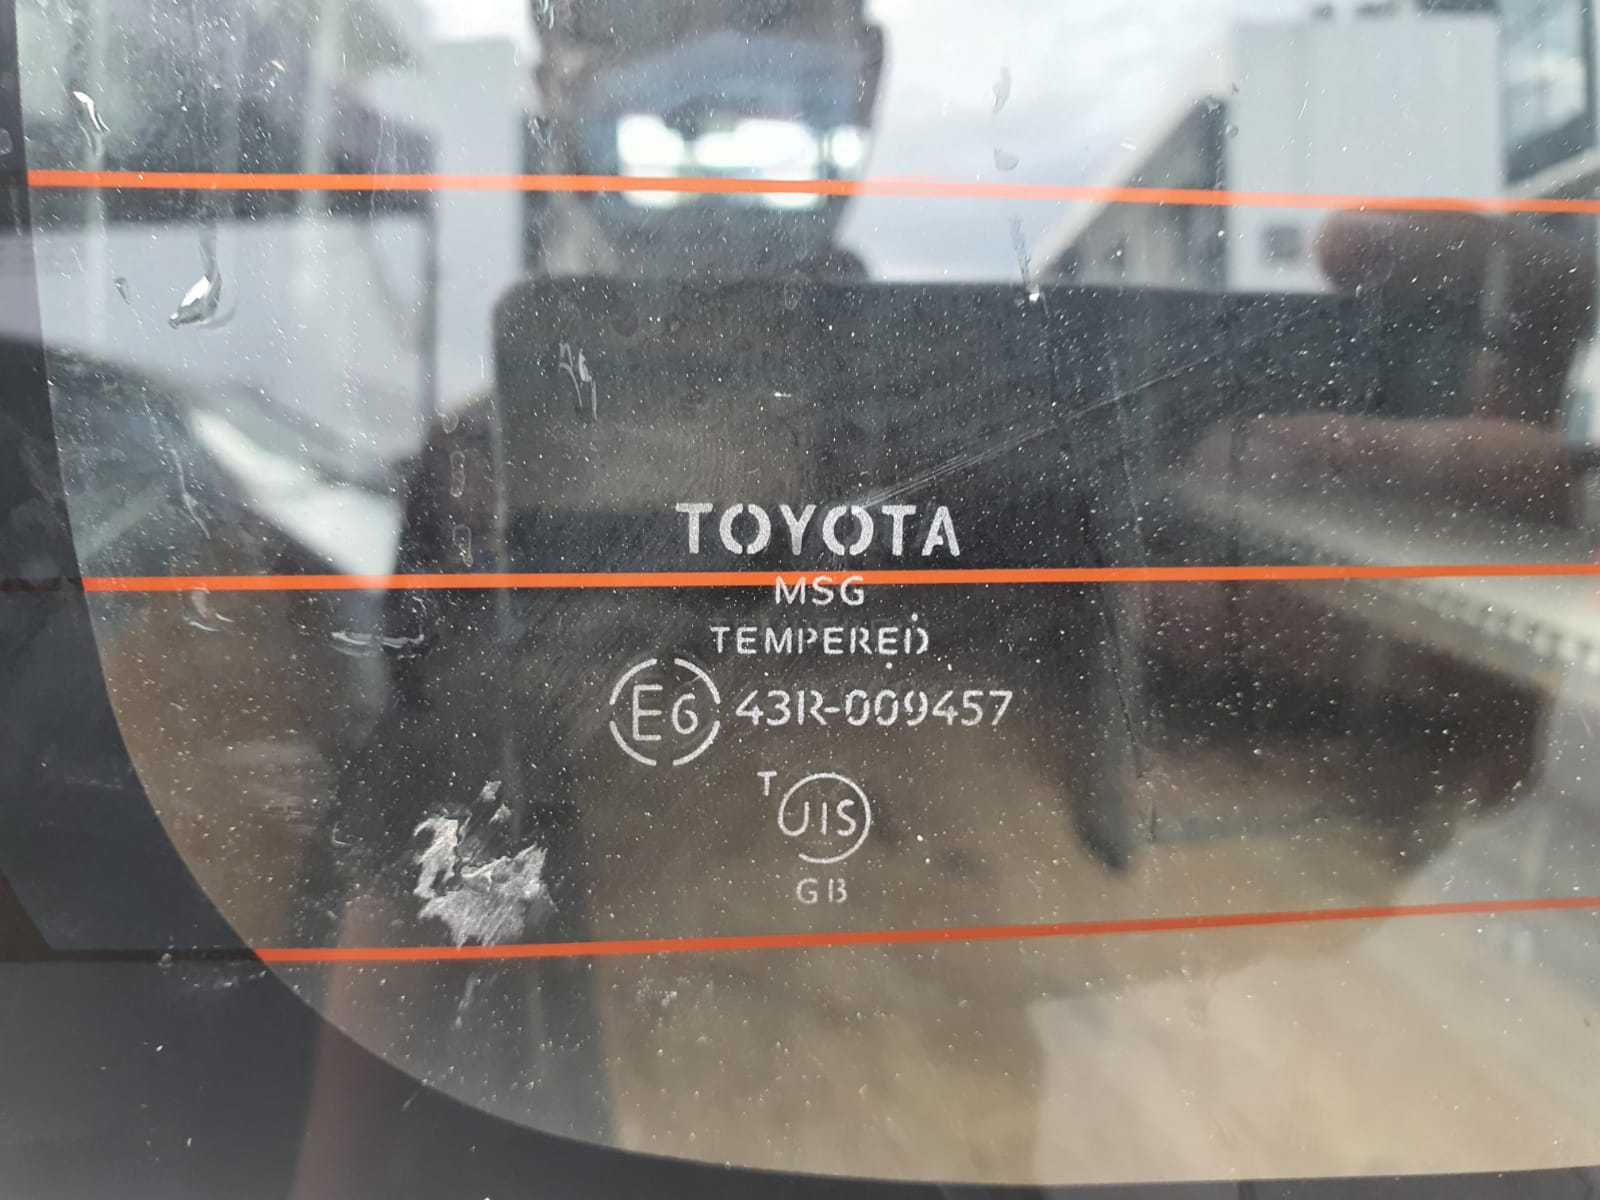 TOYOTA
MSG
TEMPERED
E6 43R-009457
T JIS
GB